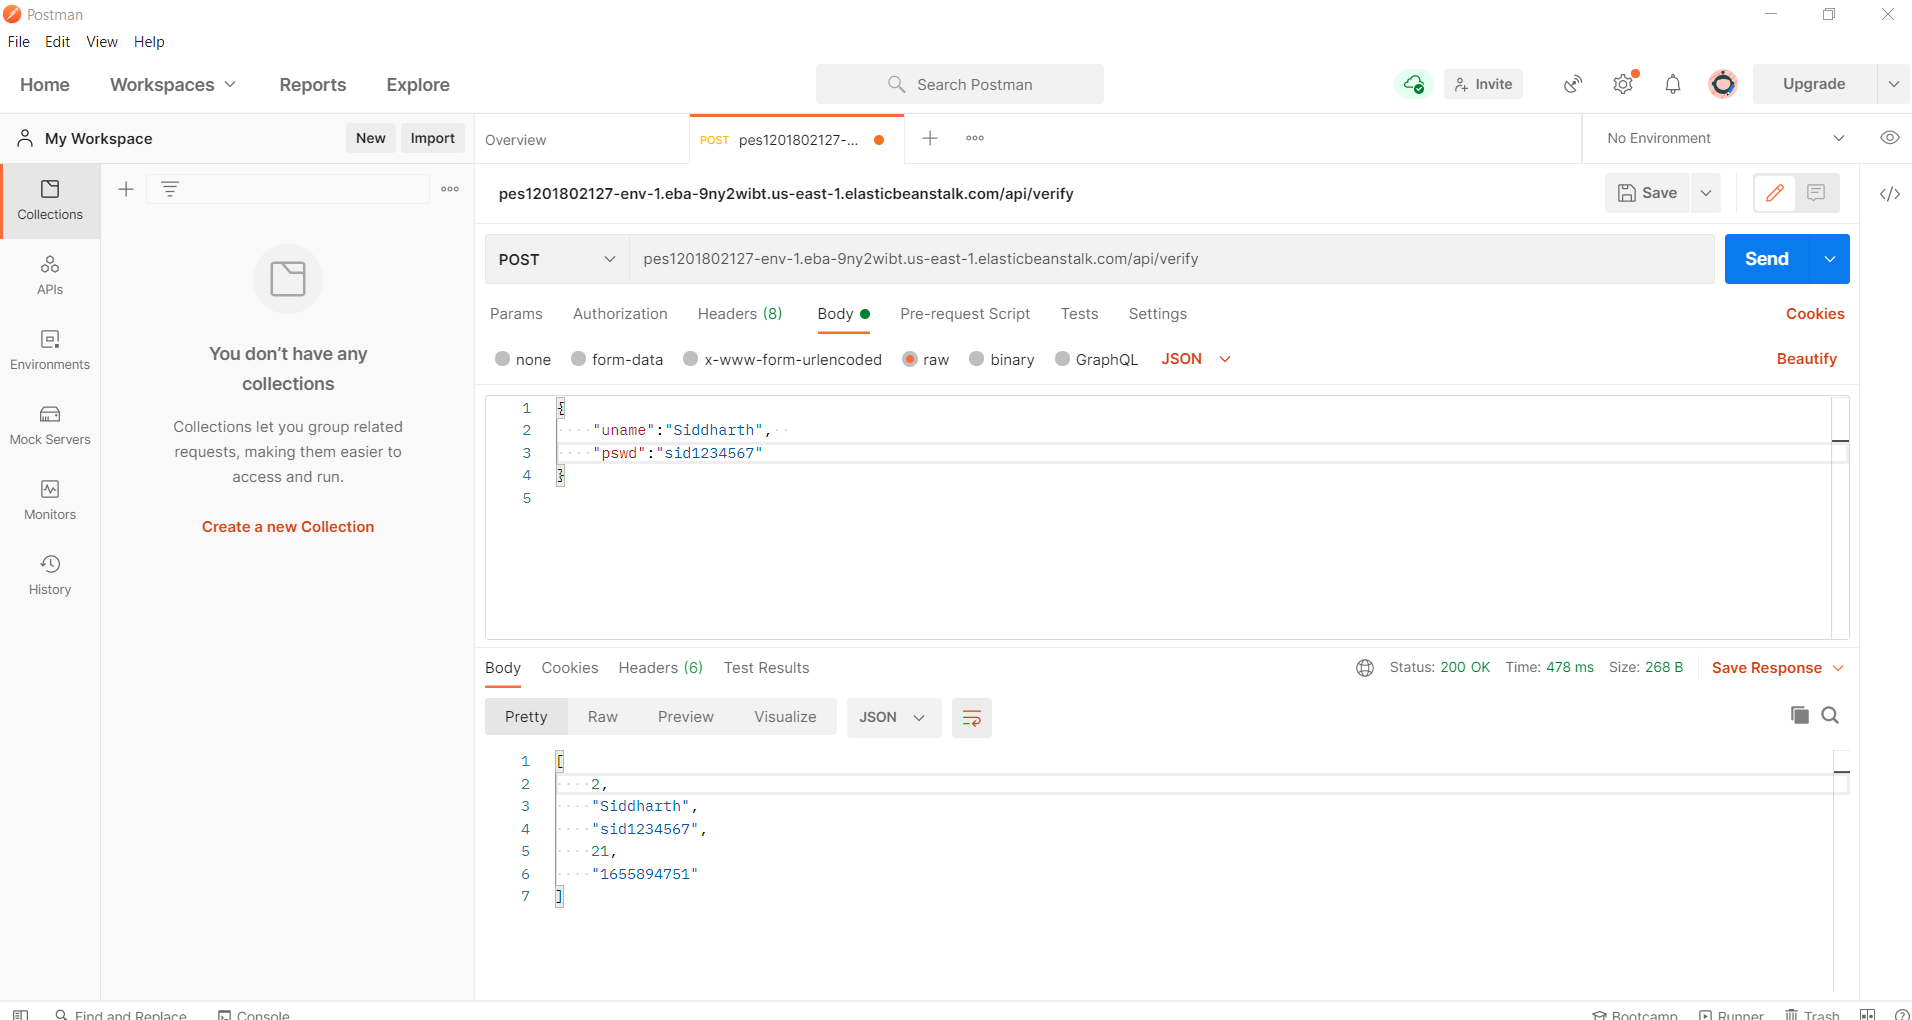 Postman
File Edit View Help
Home Workspaces Reports Explore Search Postman Invite Upgrade
My Workspace New Import Overview POST pes1201802127-... No Environment
pes1201802127-env-1.eba-9ny2wibt.us-east-1.elasticbeanstalk.com/api/verify Save
Collections
POST pes1201802127-env-1.eba-9ny2wibt.us-east-1.elasticbeanstalk.com/api/verify Send
APIs
Params Authorization Headers (8) Body Pre-request Script Tests Settings Cookies
none form-data x-www-form-urlencoded raw binary GraphQL JSON Beautify
Environments
Mock Servers
Monitors
History
You don't have any
collections
Collections let you group related
requests, making them easier to
access and run.
Create a new Collection
1 {
2 "uname":"Siddharth",
3 "pswd":"sid1234567"
4 }
5
Body Cookies Headers (6) Test Results Status: 200 OK Time: 478 ms Size: 268 B Save Response
Pretty Raw Preview Visualize JSON
1 [
2 2,
3 "Siddharth",
4 "sid1234567",
5 21,
6 "1655894751"
7 ]
Find and Replace Console Bootcamp Runner Trash